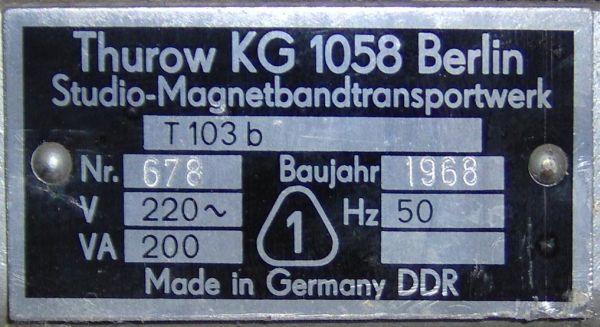 Thurow KG 1058 Berlin
Studio-Magnetbandtransportwerk
T 103 b
Nr. 678 Baujahr 1968
V 220~ 1 Hz 50
VA 200
Made in Germany DDR